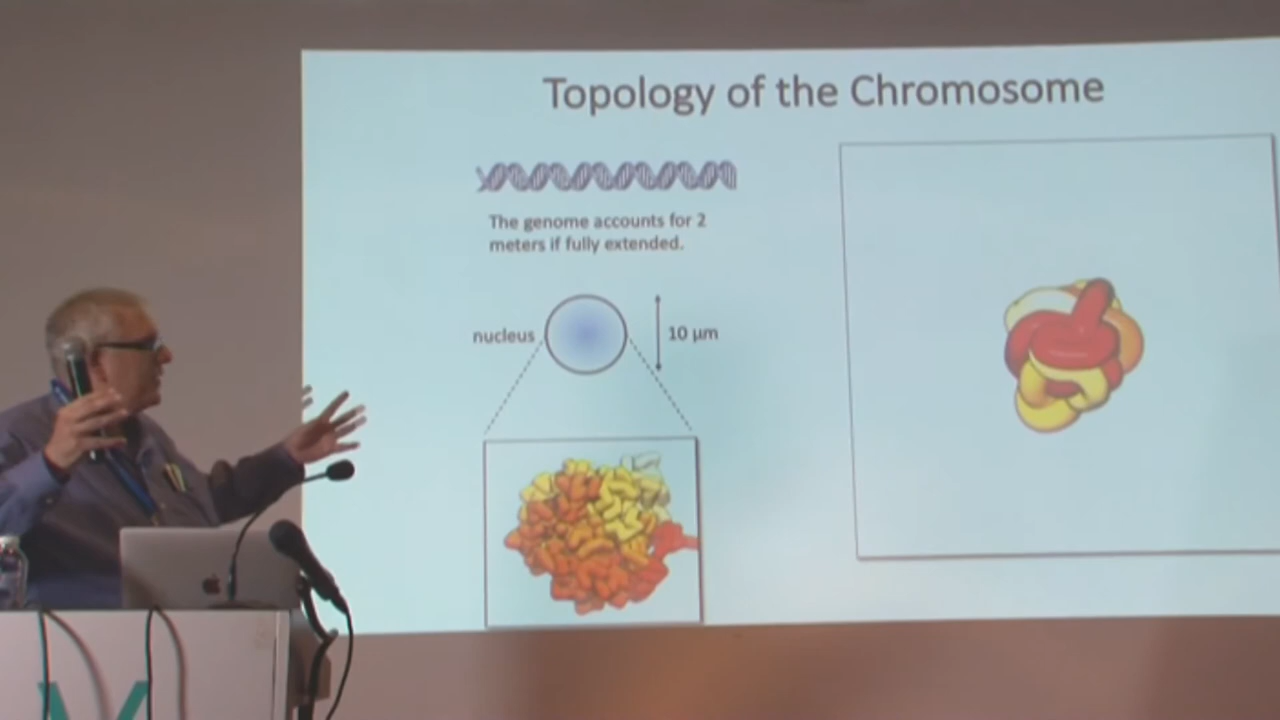 Topology of the Chromosome
The genome accounts for 2
meters if fully extended.
nucleus
10 µm